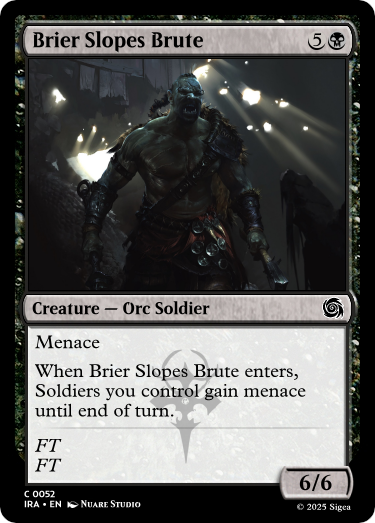 Brier Slopes Brute 5
Creature — Orc Soldier
Menace
When Brier Slopes Brute enters,
Soldiers you control gain menace
until end of turn.
FT
FT
6/6
C 0052
IRA • EN Nuare Studio
© 2025 Sigea